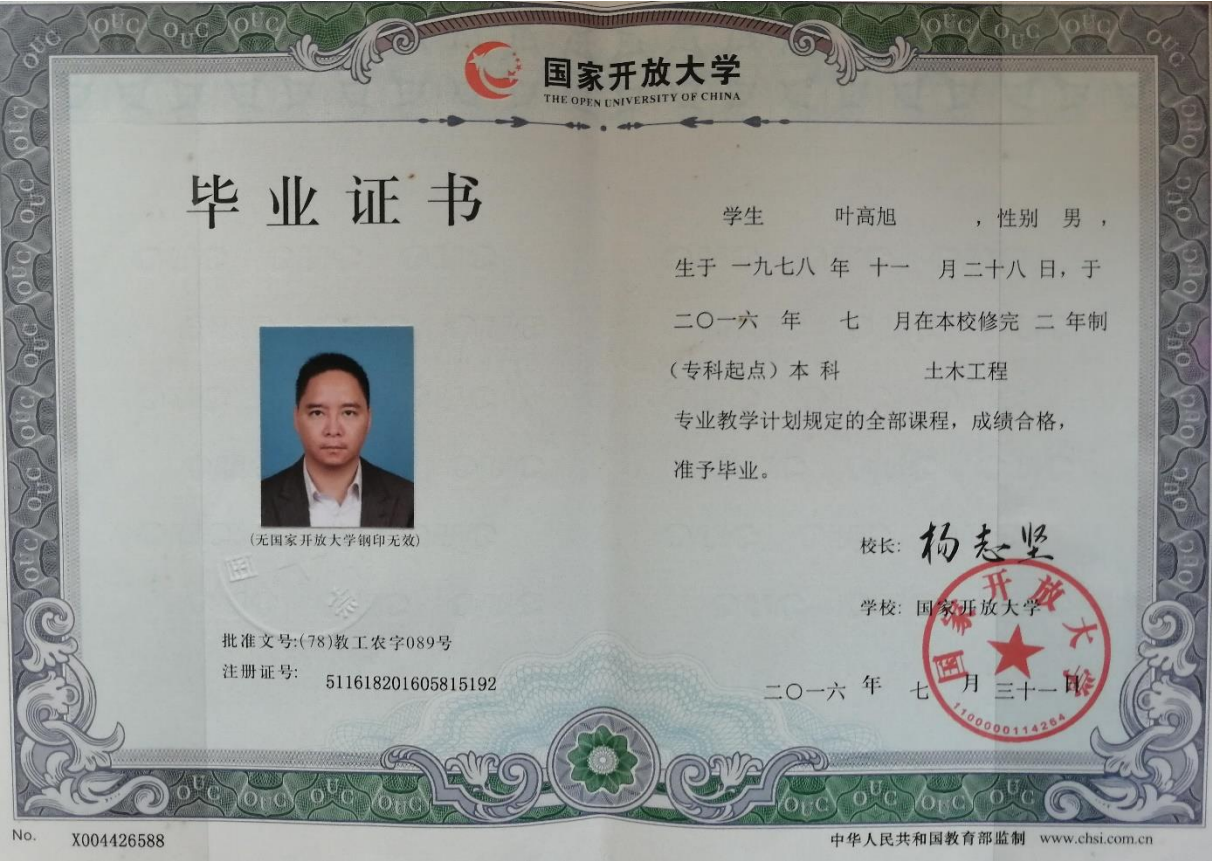 国家开放大学
THE OPEN UNIVERSITY OF CHINA
毕业证书
学生 叶高旭 ，性别 男 ，
生于 一九七八 年 十一 月二十八日，于
二〇一六 年 七 月在本校修完 二 年制
（专科起点）本 科 土木工程
专业教学计划规定的全部课程，成绩合格，
准予毕业。
(无国家开放大学钢印无效)
校长: 杨志坚
学校: 国家开放大学
国家开放大学
1100000114264
批准文号:(78)教工农字089号
注册证号: 511618201605815192
二〇一六 年 七 月 三十一日
No. X004426588
中华人民共和国教育部监制 www.chsi.com.cn